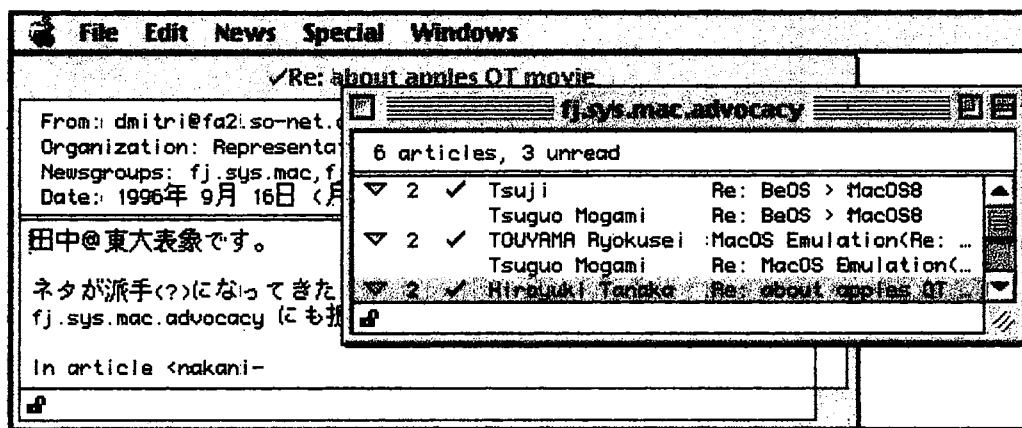 File Edit News Special Windows
✓Re: about apples QT movie
From: dmitri@fa2.so-net.
Organization: Representa
Newsgroups: fj.sys.mac,f
Date: 1996年 9月 16日 (月
田中@東大表象です。
ネタが派手(?)になってきた
fj.sys.mac.advocacy にも
In article <nakani-
fj.sys.mac.advocacy
6 articles, 3 unread
2 ✓ Tsuji Re: BeOS > MacOS8
Tsuguo Mogami Re: BeOS > MacOS8
2 ✓ TOUYAMA Ryokusei MacOS Emulation(Re: …
Tsuguo Mogami Re: MacOS Emulation(…
2 ✓ Hiroyuki Tanaka Re: about apples QT …